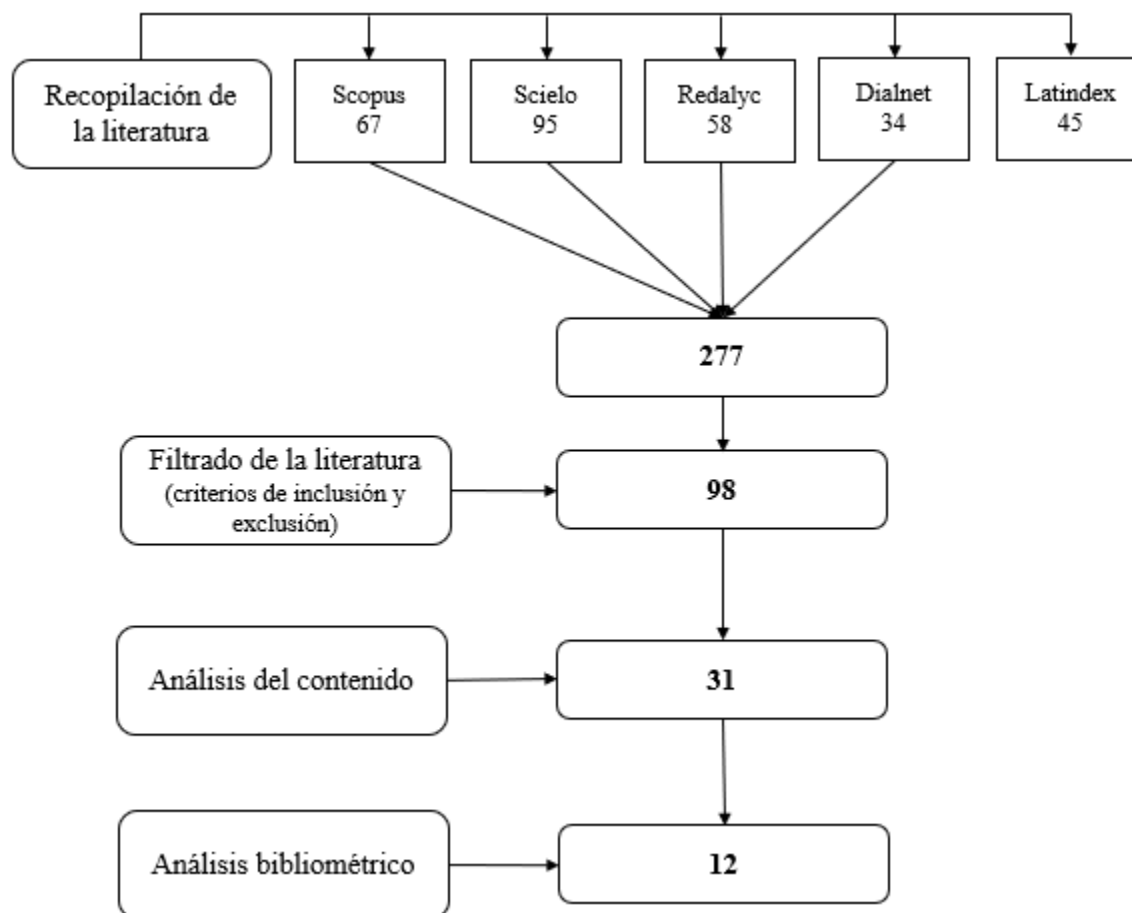 Recopilación de
la literatura
Scopus
67
Scielo
95
Redalyc
58
Dialnet
34
Latindex
45
277
Filtrado de la literatura
(criterios de inclusión y
exclusión)
98
Análisis del contenido
31
Análisis bibliométrico
12